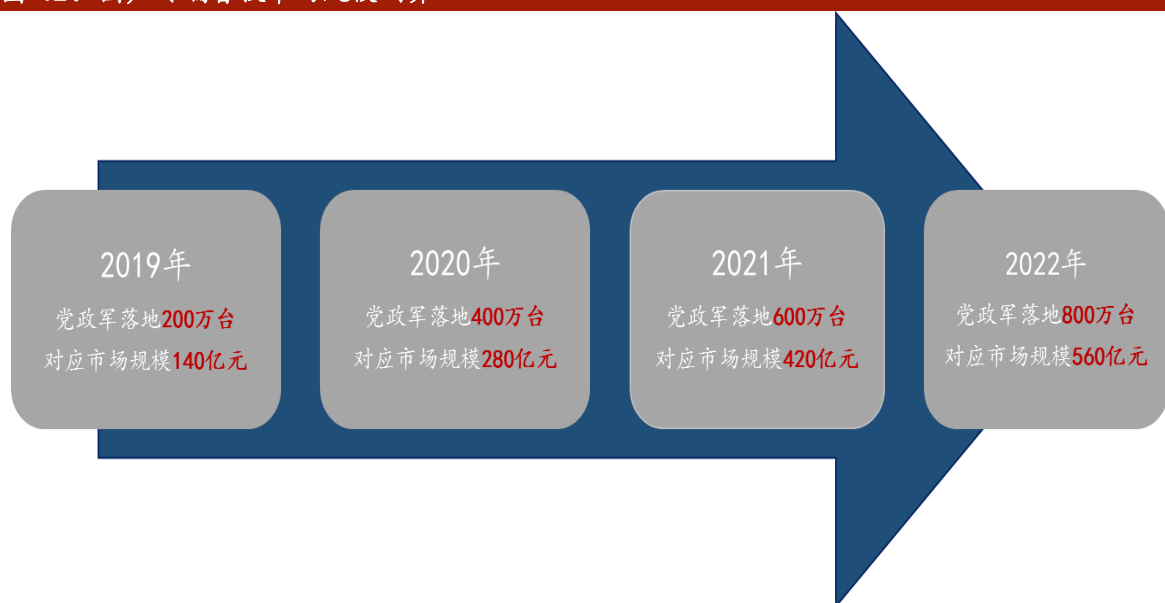 2019年
党政军落地200万台
对应市场规模140亿元
2020年
党政军落地400万台
对应市场规模280亿元
2021年
党政军落地600万台
对应市场规模420亿元
2022年
党政军落地800万台
对应市场规模560亿元